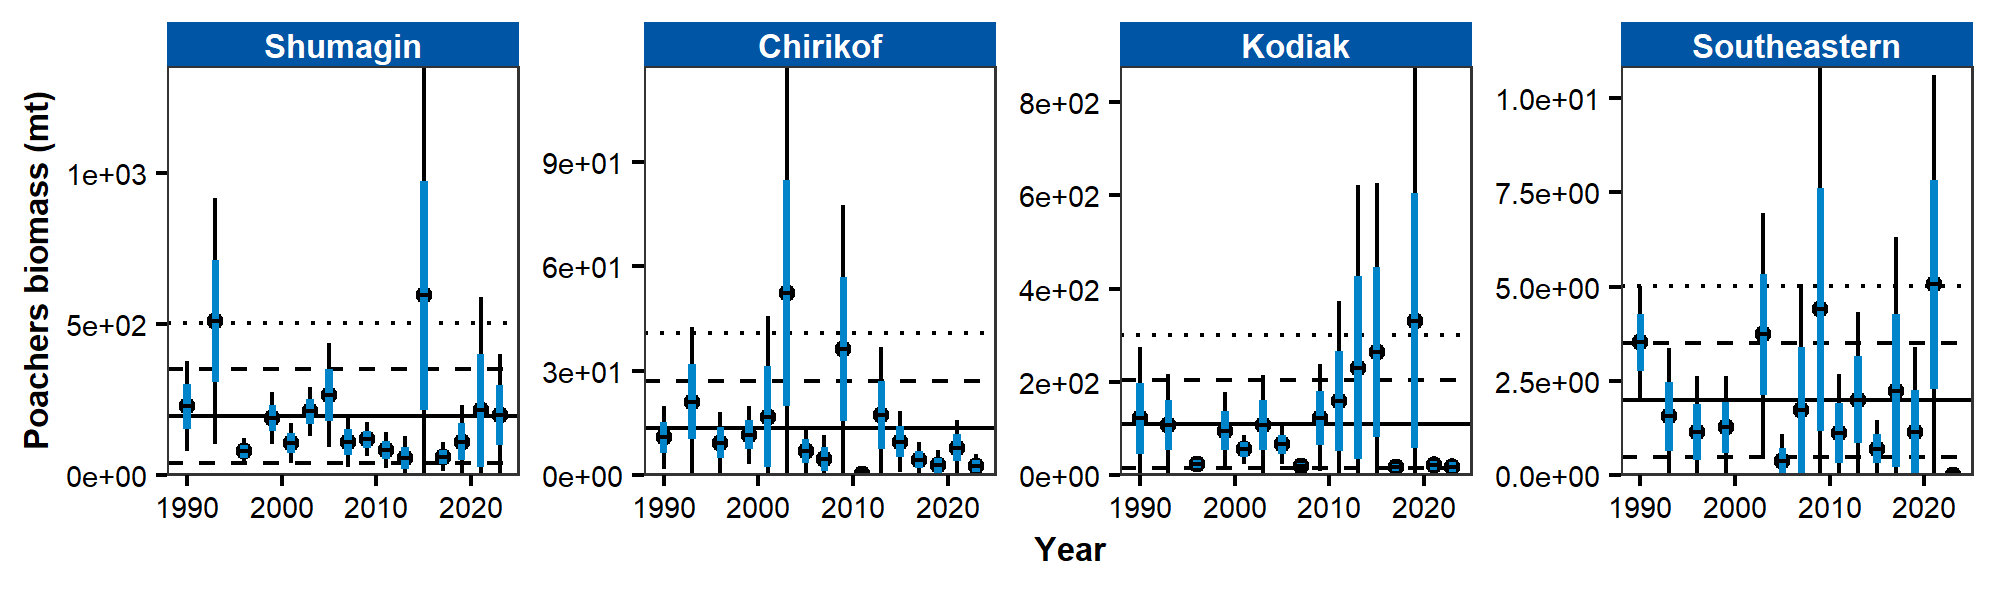 Shumagin Chirikof Kodiak Southeastern
Poachers biomass (mt)
1e+03
5e+02
0e+00
1990 2000 2010 2020
9e+01
6e+01
3e+01
0e+00
1990 2000 2010 2020
8e+02
6e+02
4e+02
2e+02
0e+00
1990 2000 2010 2020
1.0e+01
7.5e+00
5.0e+00
2.5e+00
0.0e+00
1990 2000 2010 2020
Year